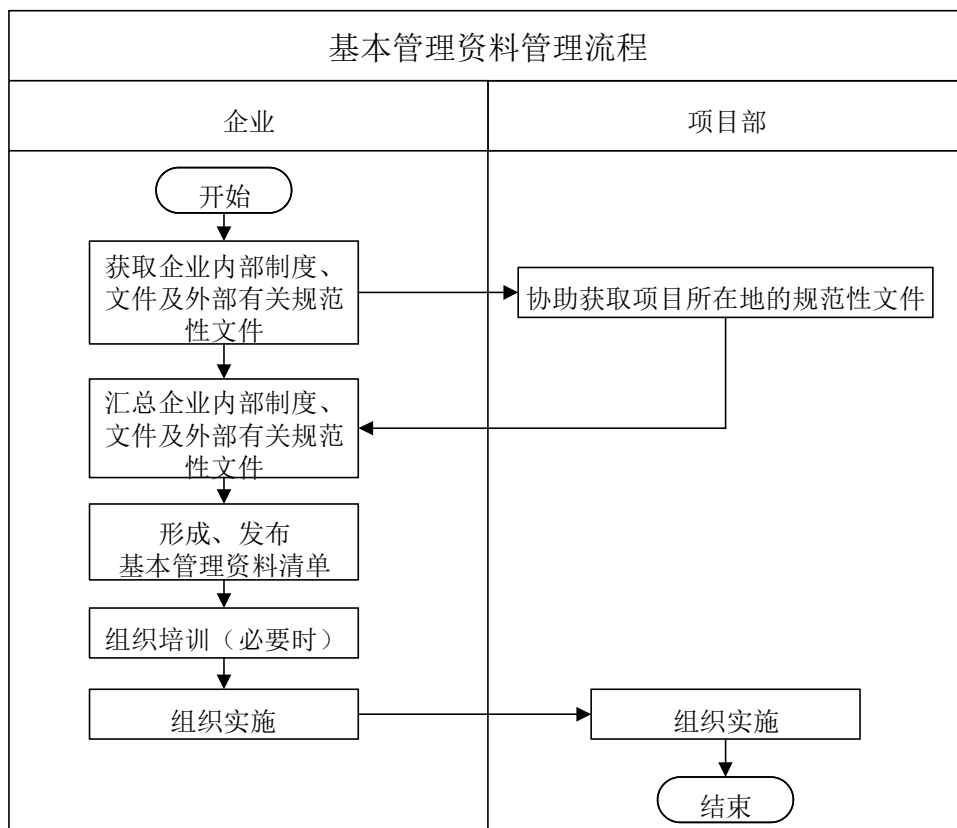 基本管理资料管理流程
企业
项目部
开始
获取企业内部制度、
文件及外部有关规范
性文件
协助获取项目所在地的规范性文件
汇总企业内部制度、
文件及外部有关规范
性文件
形成、发布
基本管理资料清单
组织培训（必要时）
组织实施
组织实施
结束